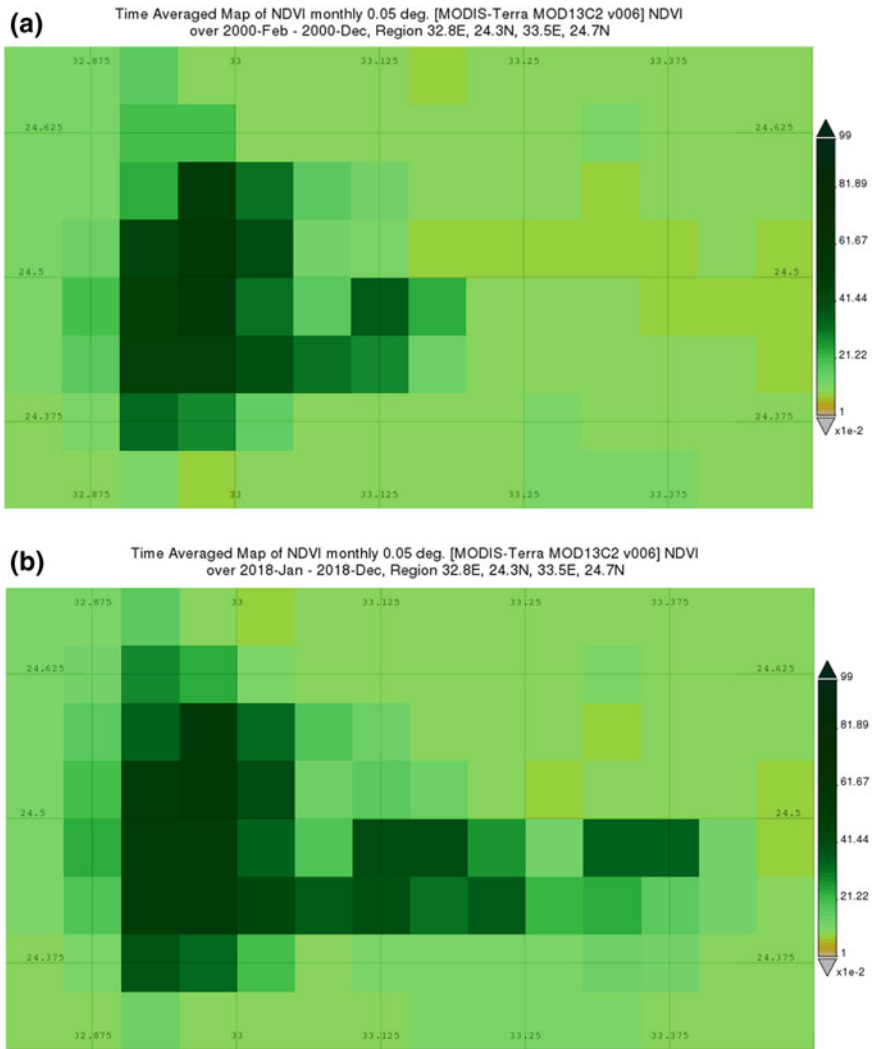 (a)
Time Averaged Map of NDVI monthly 0.05 deg. [MODIS-Terra MOD13C2 v006] NDVI
over 2000-Feb - 2000-Dec, Region 32.8E, 24.3N, 33.5E, 24.7N
32.875 33 33.125 33.25 33.375
24.625 24.625
24.5 24.5
24.375 24.375
32.875 33 33.125 33.25 33.375
99
81.89
61.67
41.44
21.22
1
x1e-2
(b)
Time Averaged Map of NDVI monthly 0.05 deg. [MODIS-Terra MOD13C2 v006] NDVI
over 2018-Jan - 2018-Dec, Region 32.8E, 24.3N, 33.5E, 24.7N
32.875 33 33.125 33.25 33.375
24.625 24.625
24.5 24.5
24.375 24.375
32.875 33 33.125 33.25 33.375
99
81.89
61.67
41.44
21.22
1
x1e-2